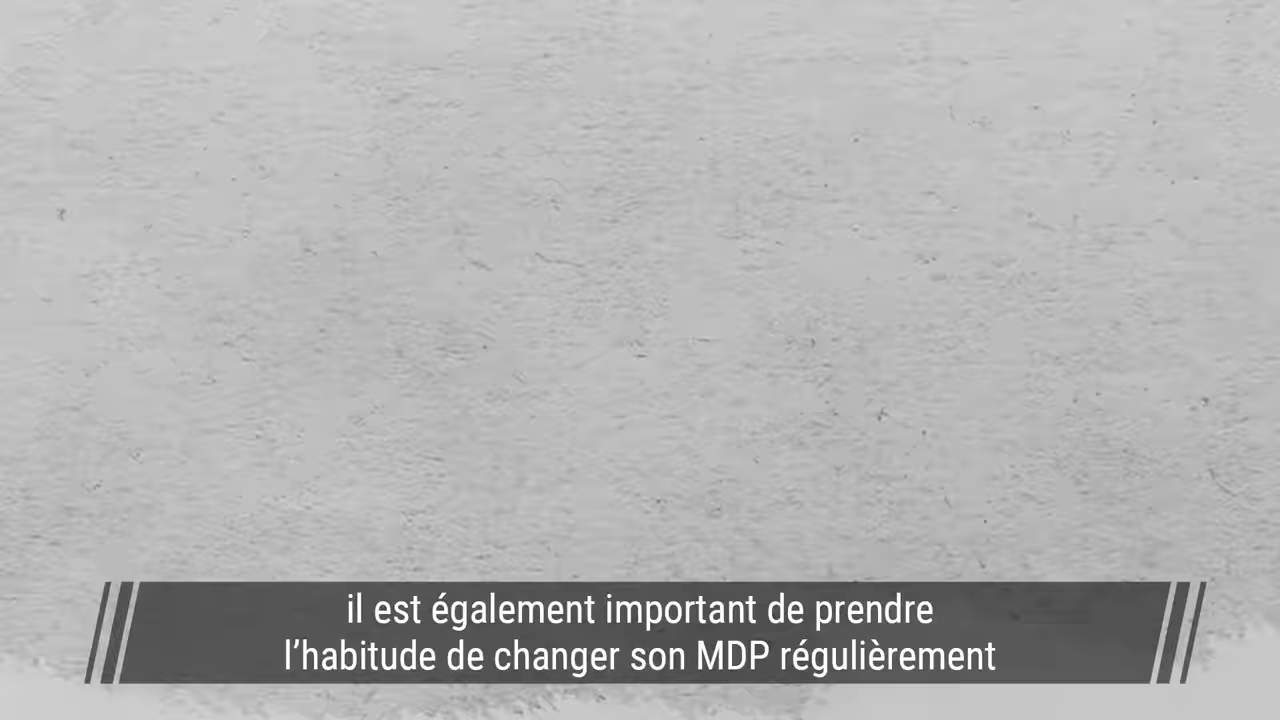 il est également important de prendre
l’habitude de changer son MDP régulièrement